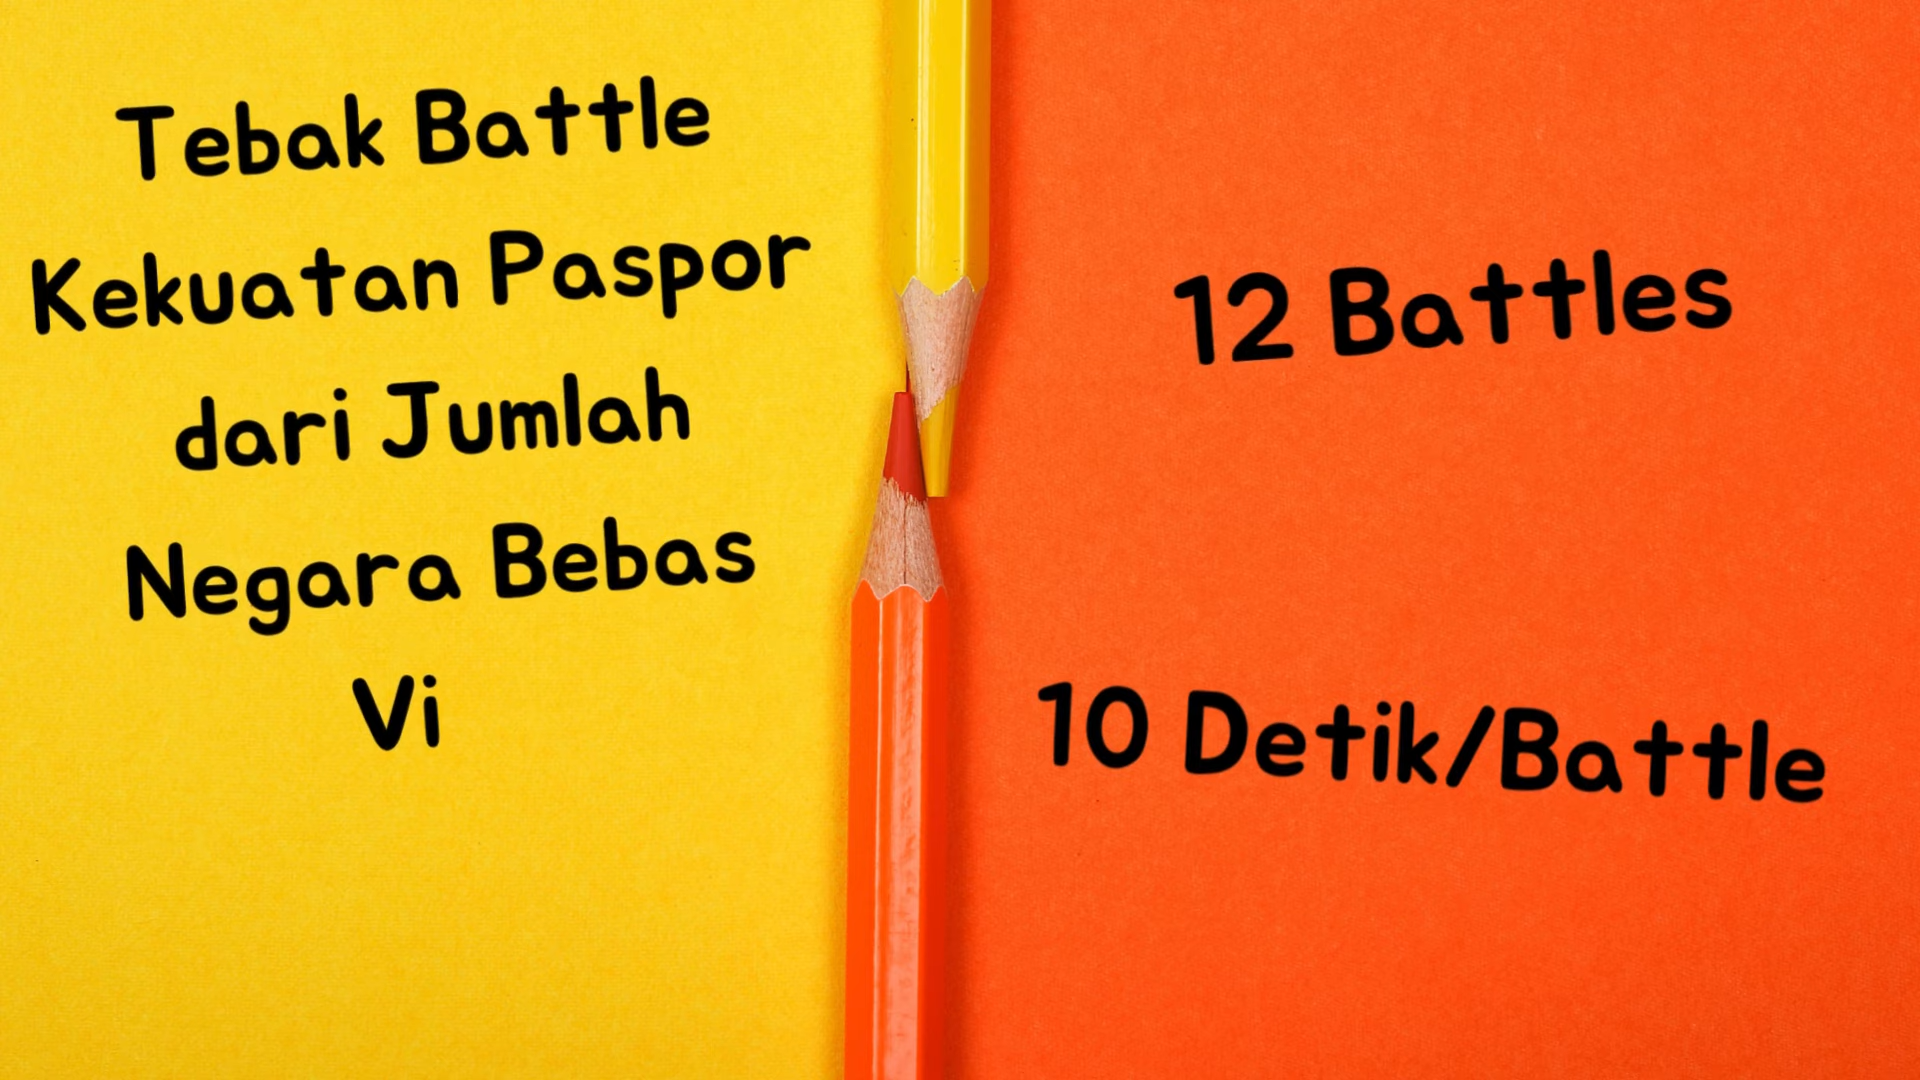 Tebak Battle
Kekuatan Paspor
dari Jumlah
Negara Bebas
Vi
12 Battles
10 Detik/Battle